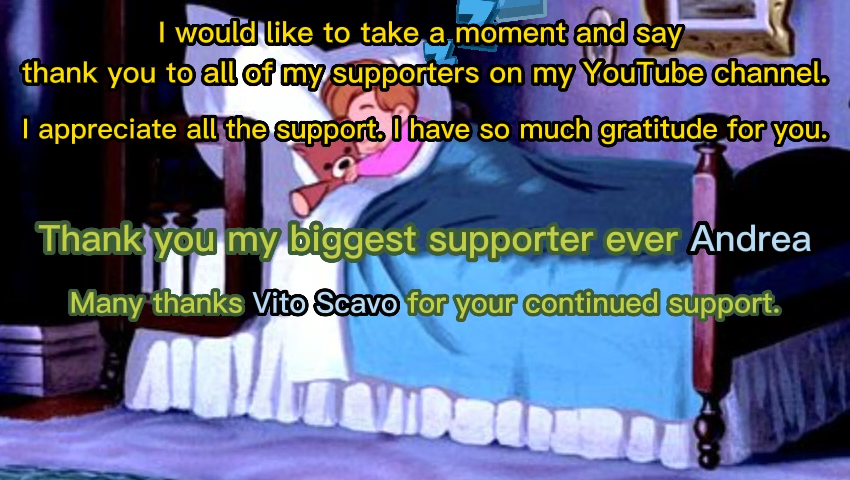 I would like to take a moment and say
thank you to all of my supporters on my YouTube channel.
I appreciate all the support. I have so much gratitude for you.
Thank you my biggest supporter ever Andrea
Many thanks Vito Scavo for your continued support.